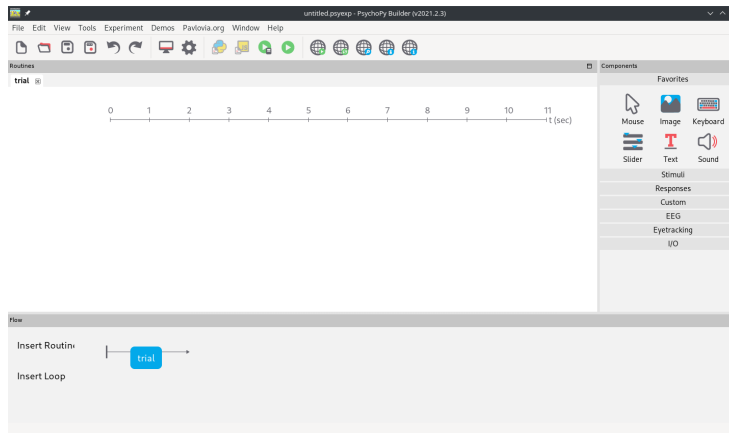 untitled.psyexp - PsychoPy Builder (v2021.2.3)
File Edit View Tools Experiment Demos Pavlovia.org Window Help
Routines
Components
trial
Favorites
0 1 2 3 4 5 6 7 8 9 10 11
t (sec)
Mouse Image Keyboard
Slider Text Sound
Stimuli
Responses
Custom
EEG
Eyetracking
I/O
Flow
Insert Routin
trial
Insert Loop